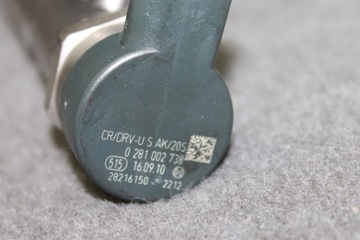 CR/DRV-U S AK/20S
0 281 002 738
515 16.09.10
28216150 - 2212